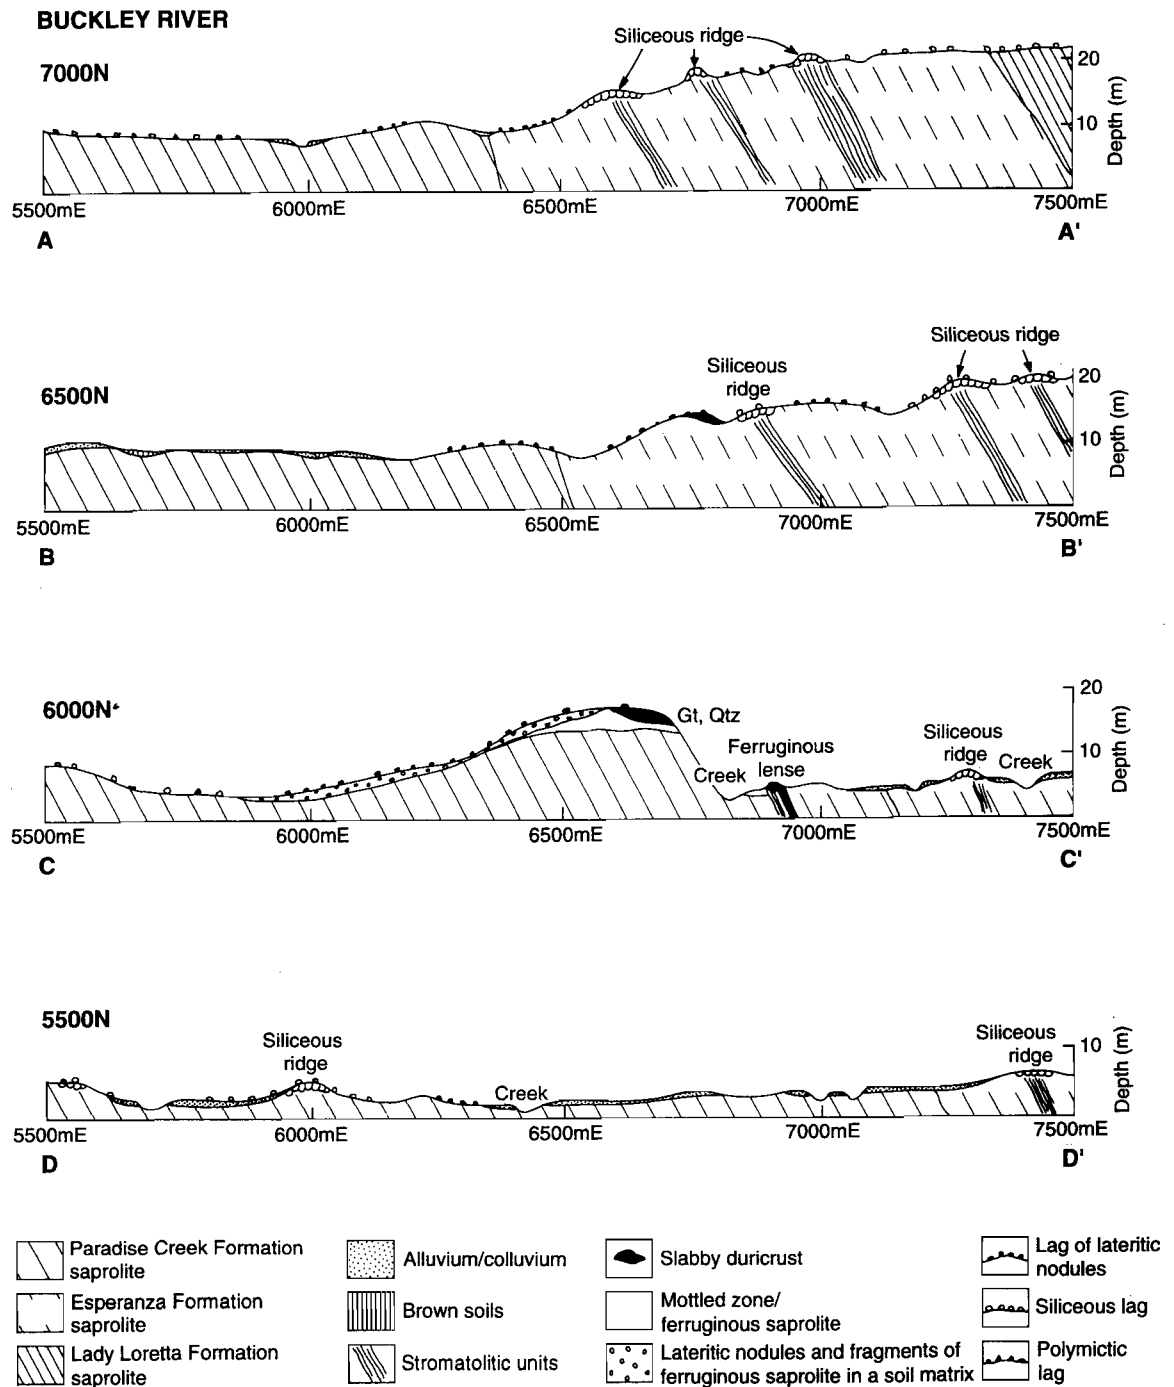 BUCKLEY RIVER
7000N
Siliceous ridge
20
10
Depth (m)
5500mE
6000mE
6500mE
7000mE
7500mE
A
A'
6500N
Siliceous
ridge
Siliceous ridge
20
10
Depth (m)
5500mE
6000mE
6500mE
7000mE
7500mE
B
B'
6000N
Gt, Qtz
Creek
Ferruginous
lense
Siliceous
ridge
Creek
20
10
Depth (m)
5500mE
6000mE
6500mE
7000mE
7500mE
C
C'
5500N
Siliceous
ridge
Creek
Siliceous
ridge
10
Depth (m)
5500mE
6000mE
6500mE
7000mE
7500mE
D
D'
Paradise Creek Formation
saprolite
Esperanza Formation
saprolite
Lady Loretta Formation
saprolite
Alluvium/colluvium
Brown soils
Stromatolitic units
Slabby duricrust
Mottled zone/
ferruginous saprolite
Lateritic nodules and fragments of
ferruginous saprolite in a soil matrix
Lag of lateritic
nodules
Siliceous lag
Polymictic
lag